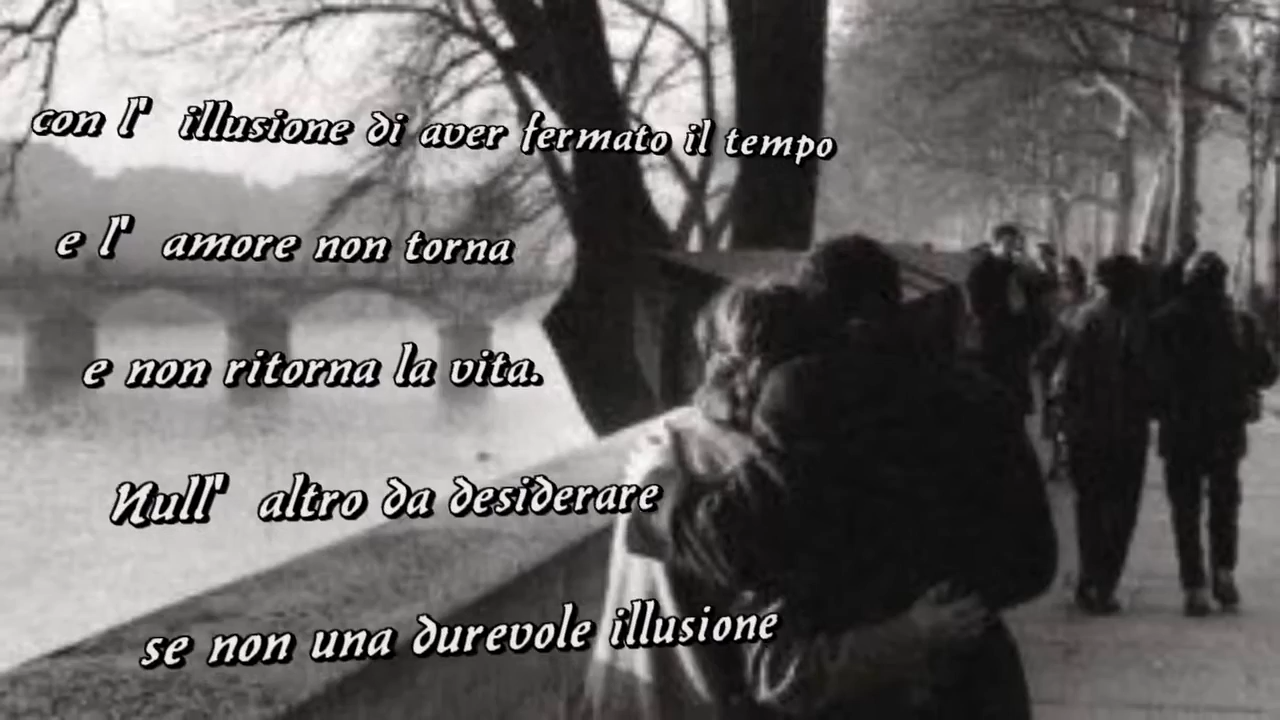 con l' illusione di aver fermato il tempo
e l' amore non torna
e non ritorna la vita.
Null' altro da desiderare
se non una durevole illusione